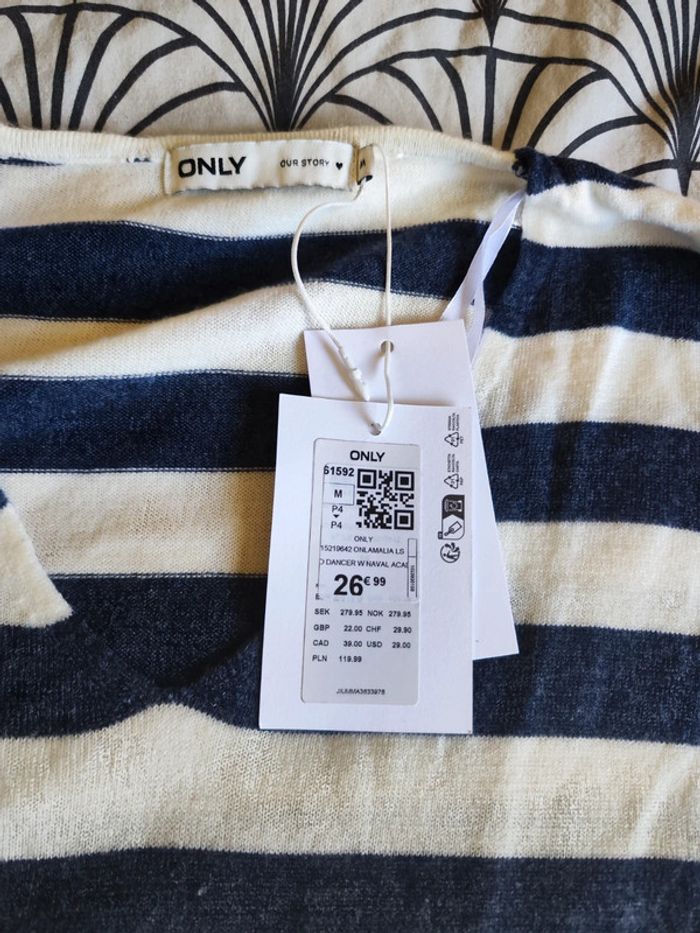 ONLY OUR STORY ♥
M
ONLY
61592
M
P4
P4
ONLY
15219642 ONLAMALIA LS
DANCER W NAVAL ACAD
26€99
SEK 279.95 NOK 279.95
GBP 22.00 CHF 29.90
CAD 39.00 USD 29.00
PLN 119.99